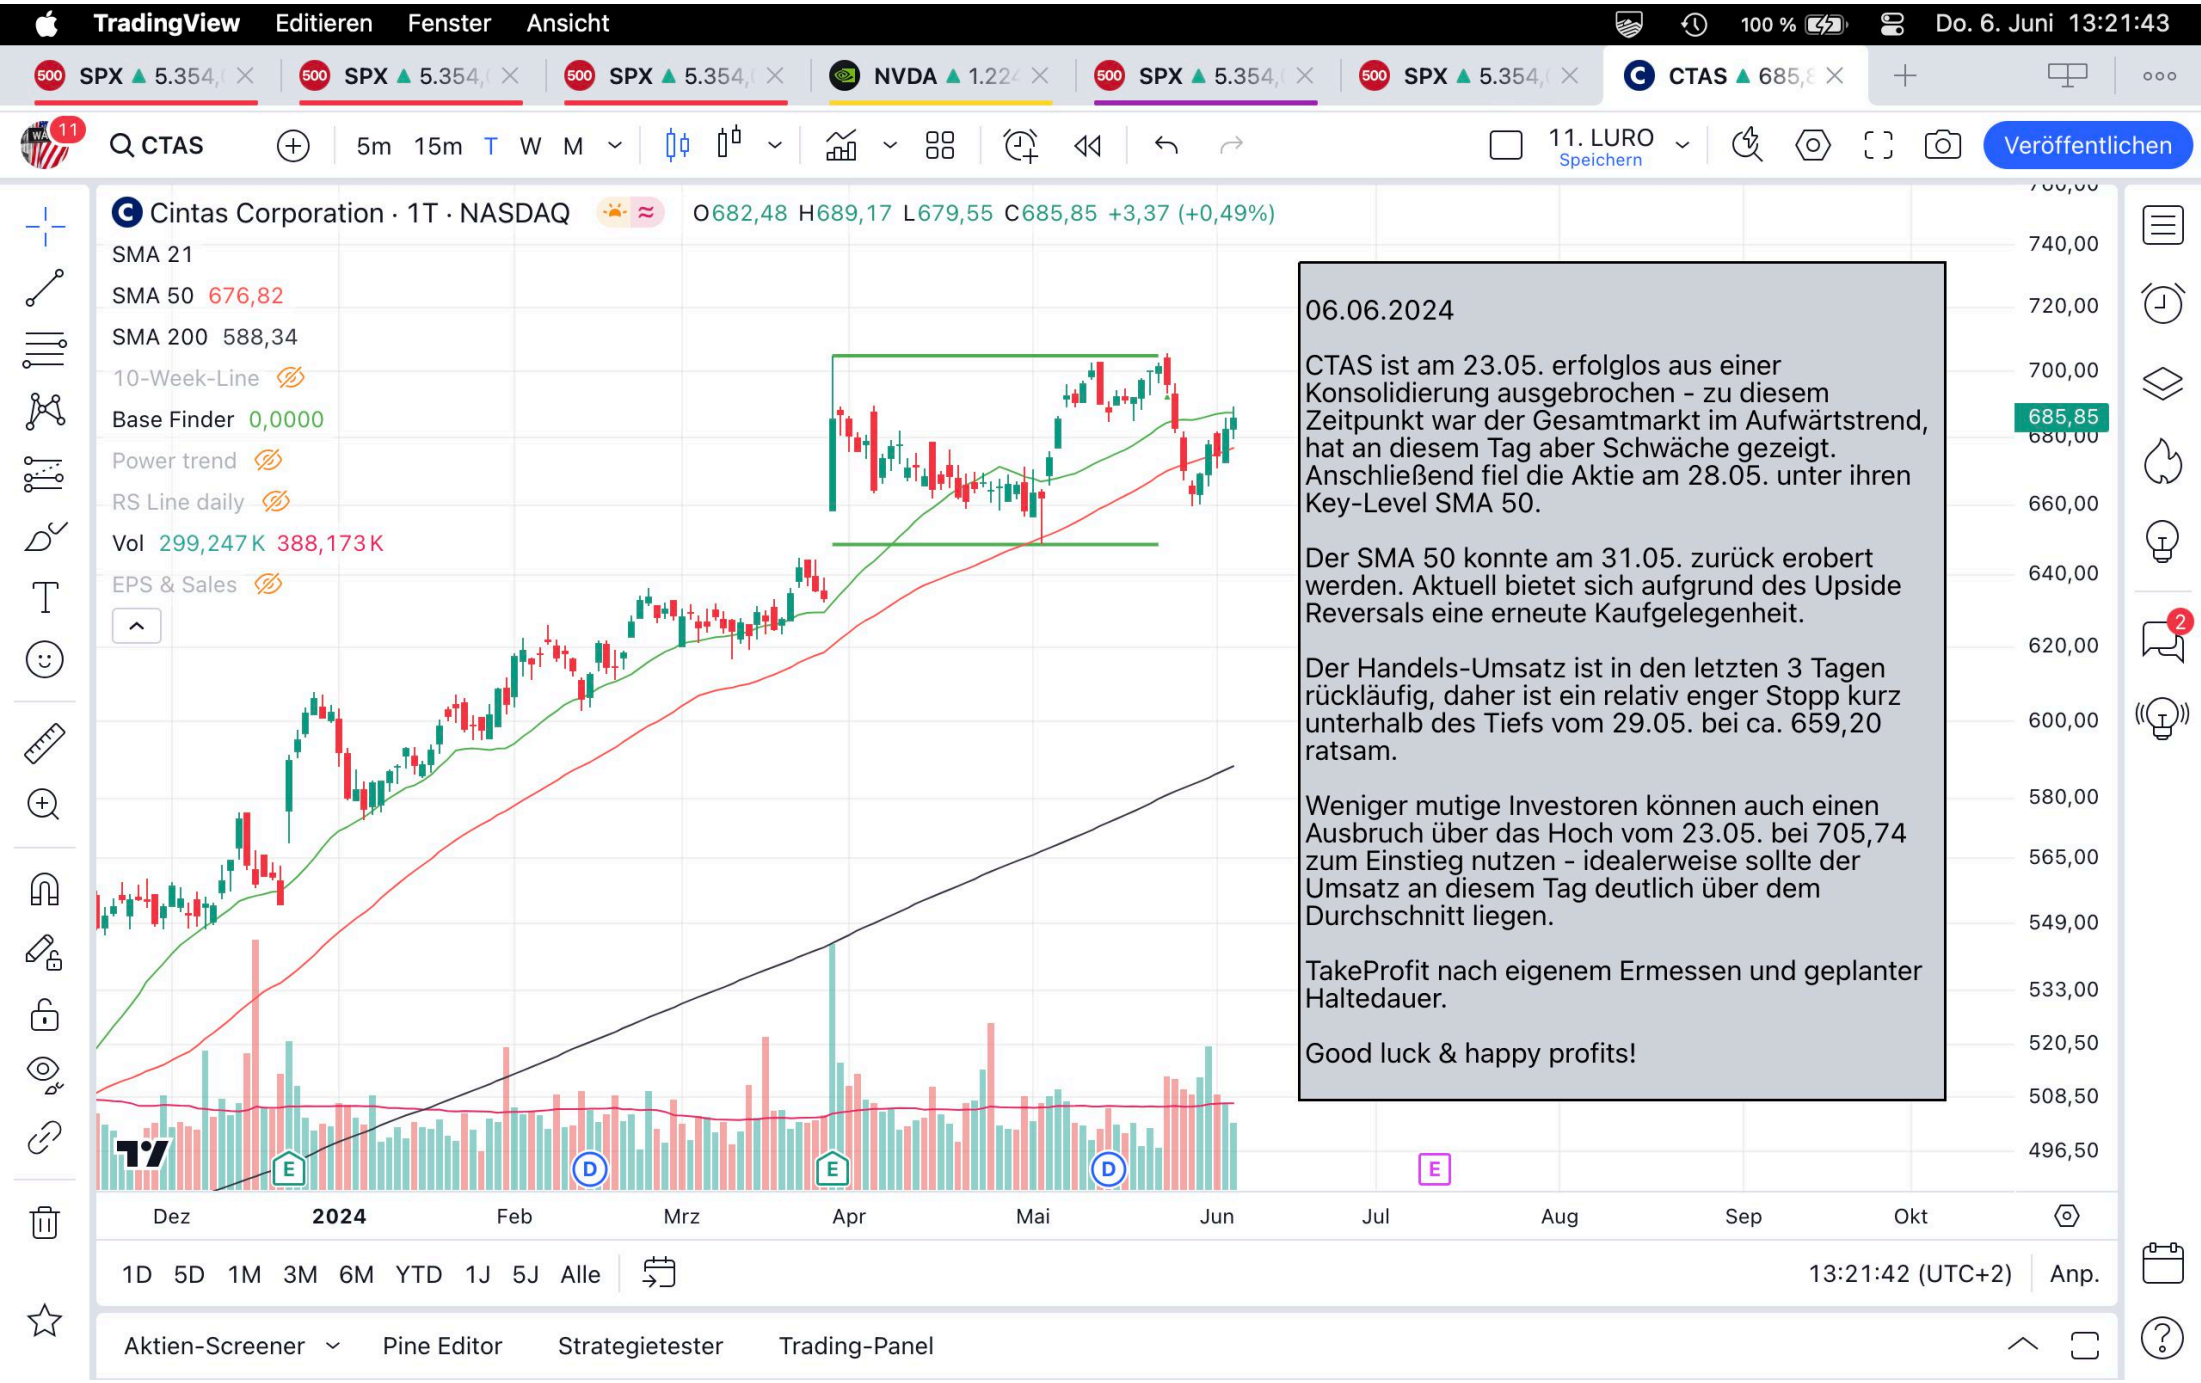 TradingView Editieren Fenster Ansicht 100 % Do. 6. Juni 13:21:43
500 SPX 5.354, 500 SPX 5.354, 500 SPX 5.354, NVDA 1.224 500 SPX 5.354, 500 SPX 5.354, C CTAS 685,8
11 CTAS 5m 15m T W M 11. LURO Speichern Veröffentlichen
C Cintas Corporation · 1T · NASDAQ O682,48 H689,17 L679,55 C685,85 +3,37 (+0,49%)
SMA 21
SMA 50 676,82
SMA 200 588,34
10-Week-Line
Base Finder 0,0000
Power trend
RS Line daily
Vol 299,247K 388,173K
EPS & Sales
06.06.2024
CTAS ist am 23.05. erfolglos aus einer
Konsolidierung ausgebrochen - zu diesem
Zeitpunkt war der Gesamtmarkt im Aufwärtstrend,
hat an diesem Tag aber Schwäche gezeigt.
Anschließend fiel die Aktie am 28.05. unter ihren
Key-Level SMA 50.
Der SMA 50 konnte am 31.05. zurück erobert
werden. Aktuell bietet sich aufgrund des Upside
Reversals eine erneute Kaufgelegenheit.
Der Handels-Umsatz ist in den letzten 3 Tagen
rückläufig, daher ist ein relativ enger Stopp kurz
unterhalb des Tiefs vom 29.05. bei ca. 659,20
ratsam.
Weniger mutige Investoren können auch einen
Ausbruch über das Hoch vom 23.05. bei 705,74
zum Einstieg nutzen - idealerweise sollte der
Umsatz an diesem Tag deutlich über dem
Durchschnitt liegen.
TakeProfit nach eigenem Ermessen und geplanter
Haltedauer.
Good luck & happy profits!
740,00
720,00
700,00
685,85
680,00
660,00
640,00
620,00
600,00
580,00
565,00
549,00
533,00
520,50
508,50
496,50
2
E D E D E
Dez 2024 Feb Mrz Apr Mai Jun Jul Aug Sep Okt
1D 5D 1M 3M 6M YTD 1J 5J Alle 13:21:42 (UTC+2) Anp.
Aktien-Screener Pine Editor Strategietester Trading-Panel